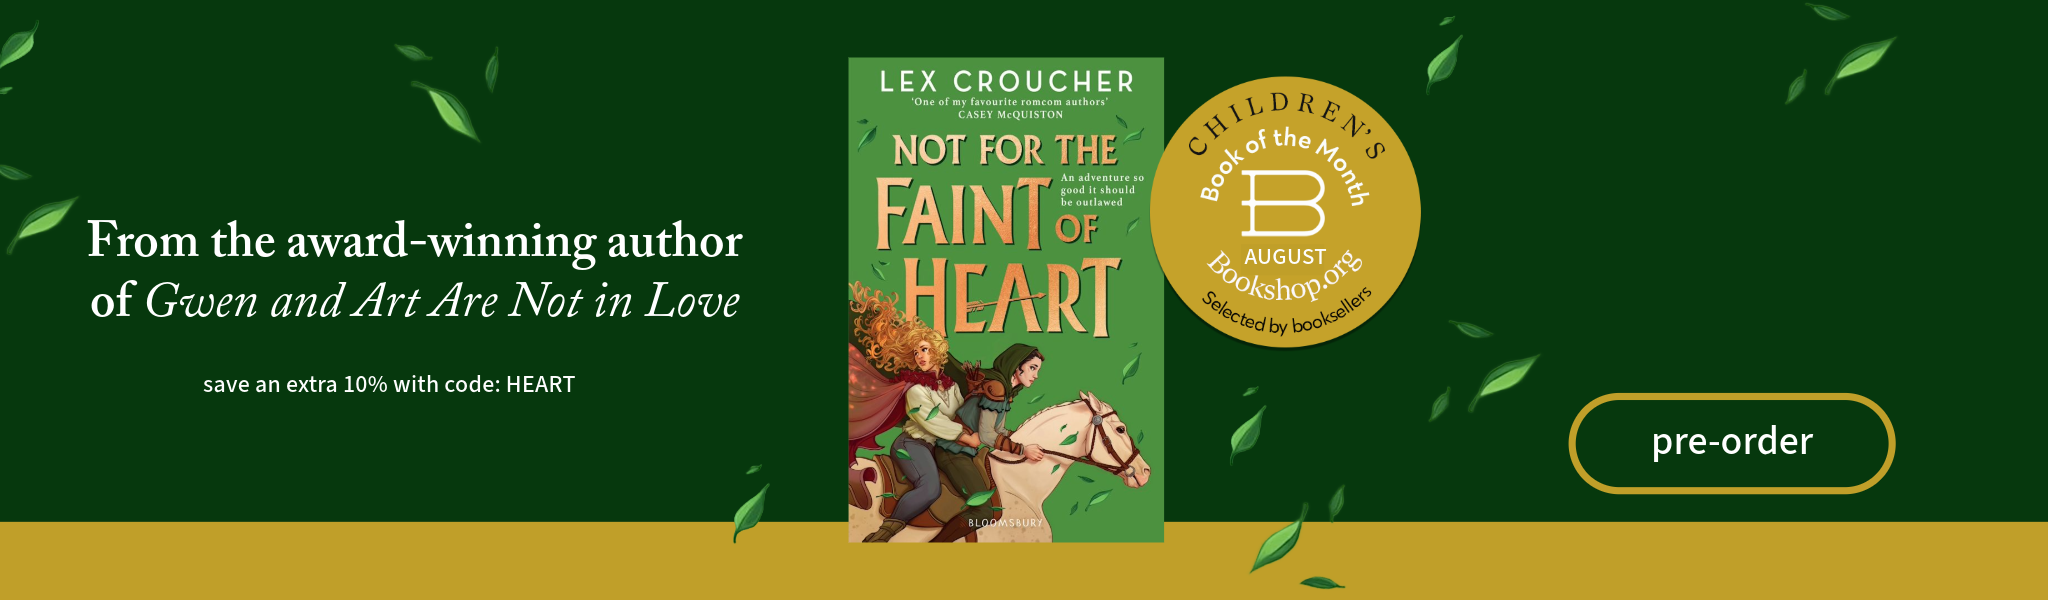 From the award-winning author
of Gwen and Art Are Not in Love
save an extra 10% with code: HEART
LEX CROUCHER
'One of my favourite romcom authors'
CASEY McQUISTON
NOT FOR THE
FAINT
An adventure so
good it should
be outlawed
OF
HEART
BLOOMSBURY
CHILDREN'S
Book of the Month
B
AUGUST
Bookshop.org
Selected by booksellers
pre-order